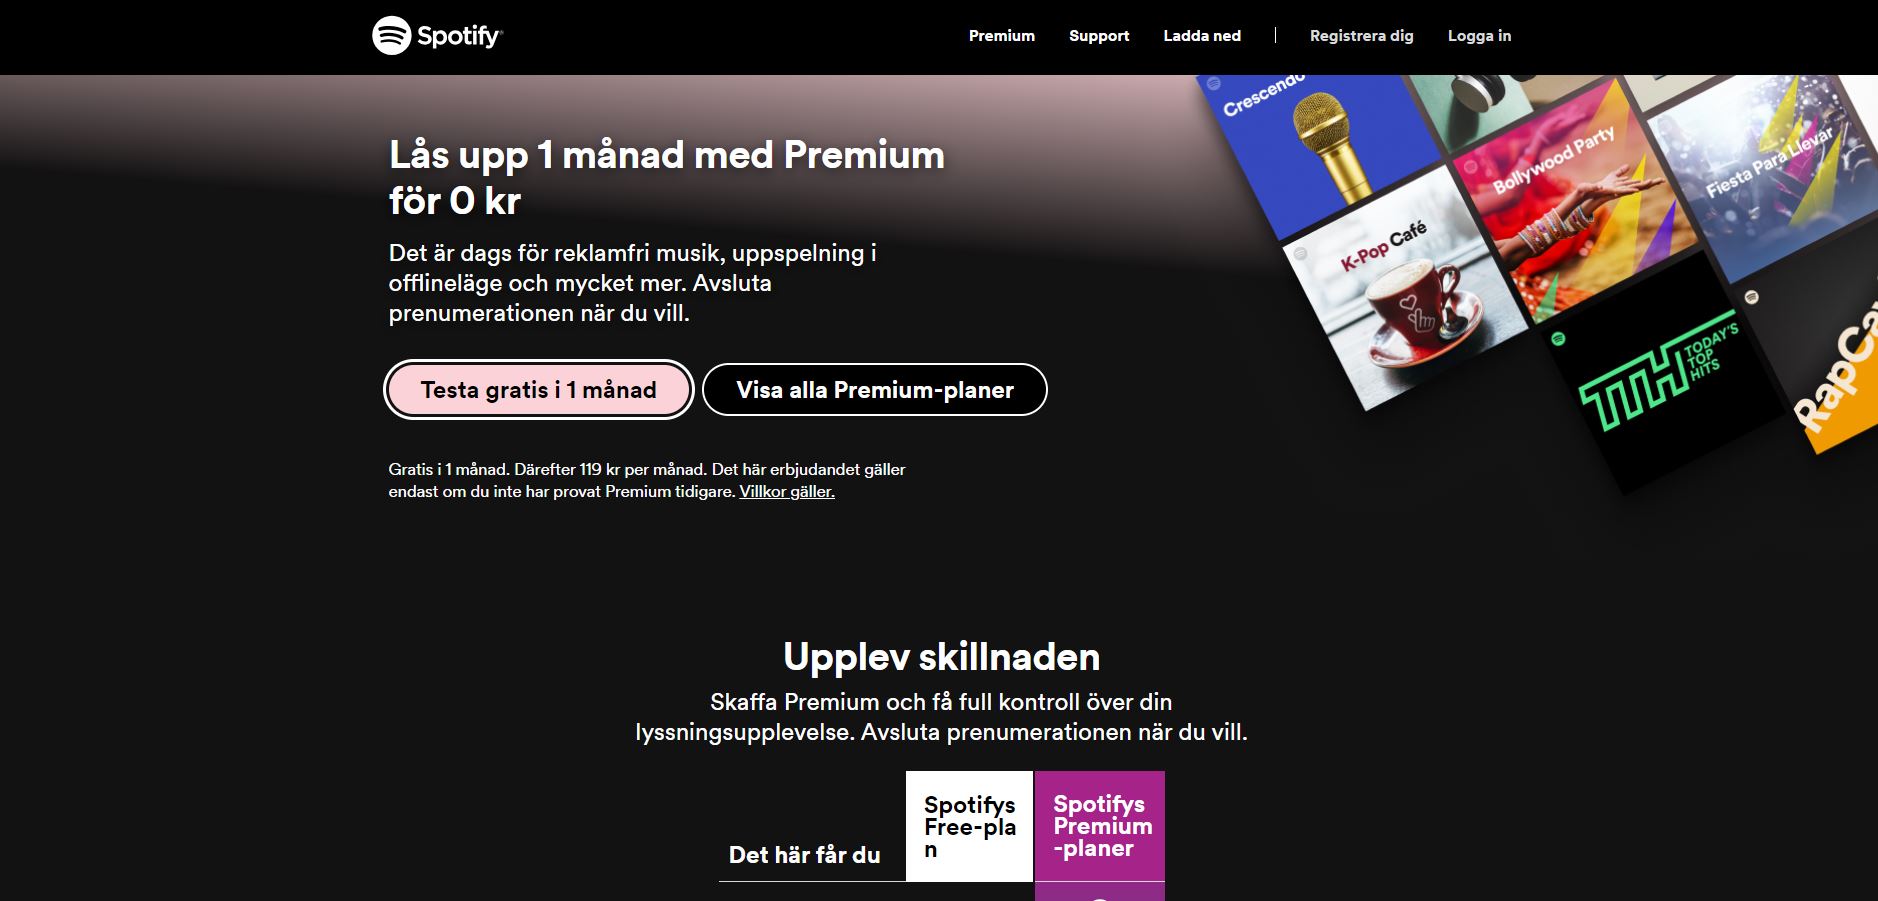 Spotify
Premium
Support
Ladda ned
Registrera dig
Logga in
Lås upp 1 månad med Premium
för 0 kr
Det är dags för reklamfri musik, uppspelning i
offlineläge och mycket mer. Avsluta
prenumerationen när du vill.
Testa gratis i 1 månad
Visa alla Premium-planer
Gratis i 1 månad. Därefter 119 kr per månad. Det här erbjudandet gäller
endast om du inte har provat Premium tidigare. Villkor gäller.
Crescendo
Bollywood Party
Fiesta Para Llevar
K-Pop Café
TTH
TODAY'S
TOP
HITS
RapCa
Upplev skillnaden
Skaffa Premium och få full kontroll över din
lyssningsupplevelse. Avsluta prenumerationen när du vill.
Det här får du
Spotifys
Free-pla
n
Spotifys
Premium
-planer